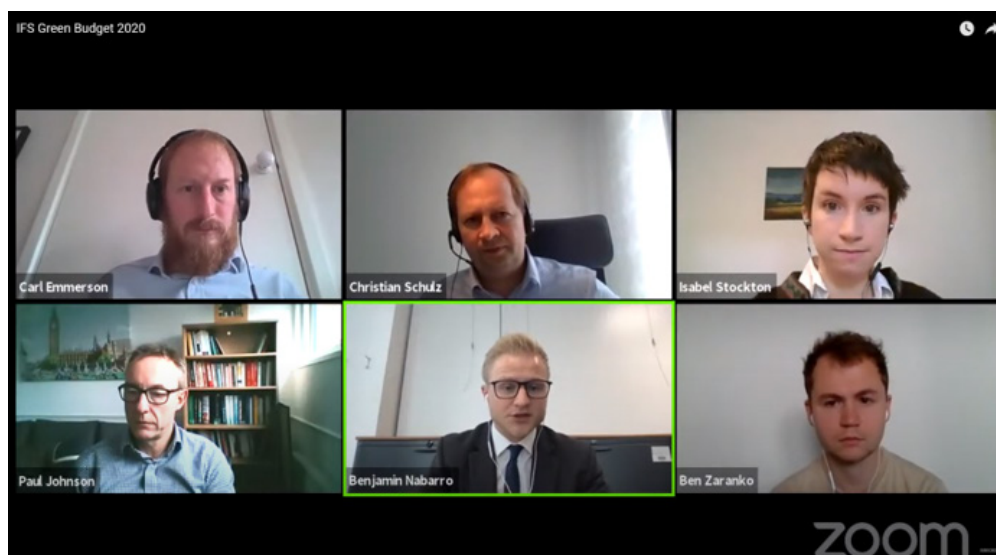 IFS Green Budget 2020
Carl Emmerson
Christian Schulz
Isabel Stockton
Paul Johnson
Benjamin Nabarro
Ben Zaranko
zoom